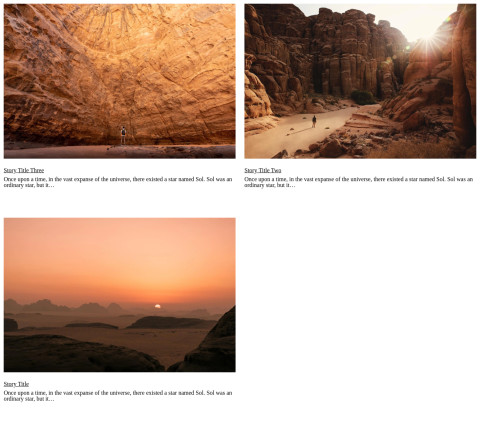 Story Title Three
Once upon a time, in the vast expanse of the universe, there existed a star named Sol. Sol was an
ordinary star, but it…
Story Title Two
Once upon a time, in the vast expanse of the universe, there existed a star named Sol. Sol was an
ordinary star, but it…
Story Title
Once upon a time, in the vast expanse of the universe, there existed a star named Sol. Sol was an
ordinary star, but it…